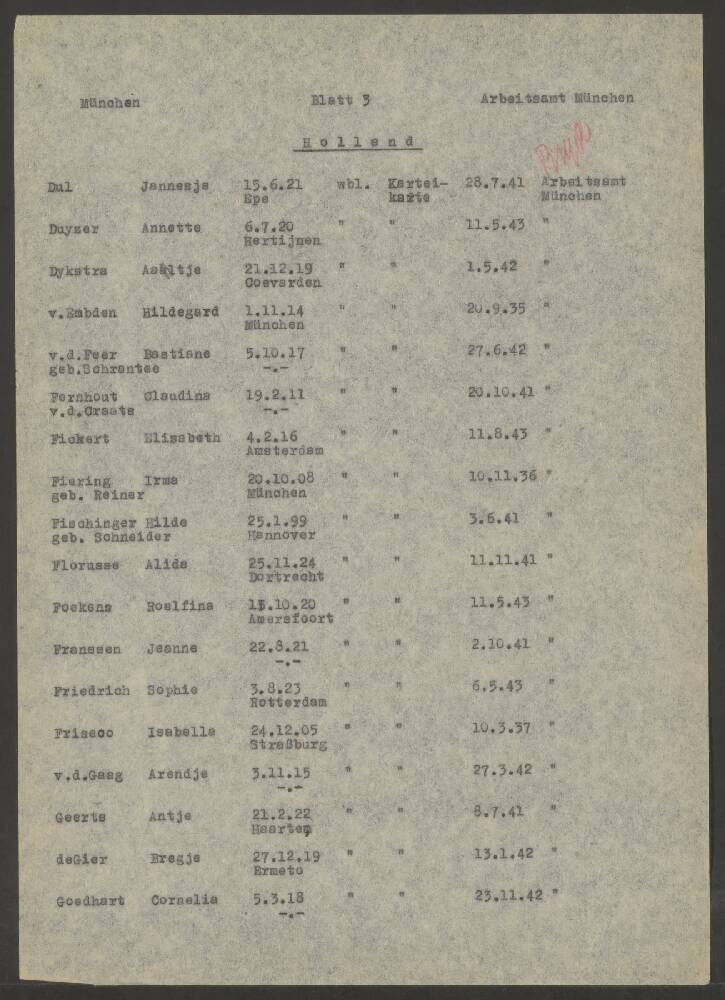 München Blatt 3 Arbeitsamt München
Holland
Dul Jannesje 15.6.21 wbl. Kartei- 28.7.41 Arbeitsamt
Epe karte München
Duyzer Annette 6.7.20 " " 11.5.43 "
Hertijnen
Dykstra Aaltje 21.12.19 " " 1.5.42 "
Coevarden
v.Embden Hildegard 1.11.14 " " 20.9.35 "
München
v.d.Feer Bastiane 5.10.17 " " 27.6.42 "
geb.Schrantee -.-
Fernhout Claudina 19.2.11 " " 20.10.41 "
v.d.Graats -.-
Fickert Elisabeth 4.2.16 " " 11.8.43 "
Amsterdam
Fiering Irma 20.10.08 " " 10.11.36 "
geb. Reiner München
Fischinger Hilde 25.1.99 " " 3.6.41 "
geb. Schneider Hannover
Florusse Alida 25.11.24 " " 11.11.41 "
Dortrecht
Foekens Roelfina .10.20 " " 11.5.43 "
Amersfoort
Franssen Jeanne 22.8.21 " " 2.10.41 "
-.-
Friedrich Sophie 3.8.23 " " 6.5.43 "
Rotterdam
Friseoo Isabella 24.12.05 " " 10.3.37 "
Straßburg
v.d.Gaag Arendje 3.11.15 " " 27.3.42 "
-.-
Geerts Antje 21.2.22 " " 8.7.41 "
Haartem
deGier Bregje 27.12.19 " " 13.1.42 "
Ermeto
Goedhart Cornelia 5.3.18 " " 23.11.42 "
-.-